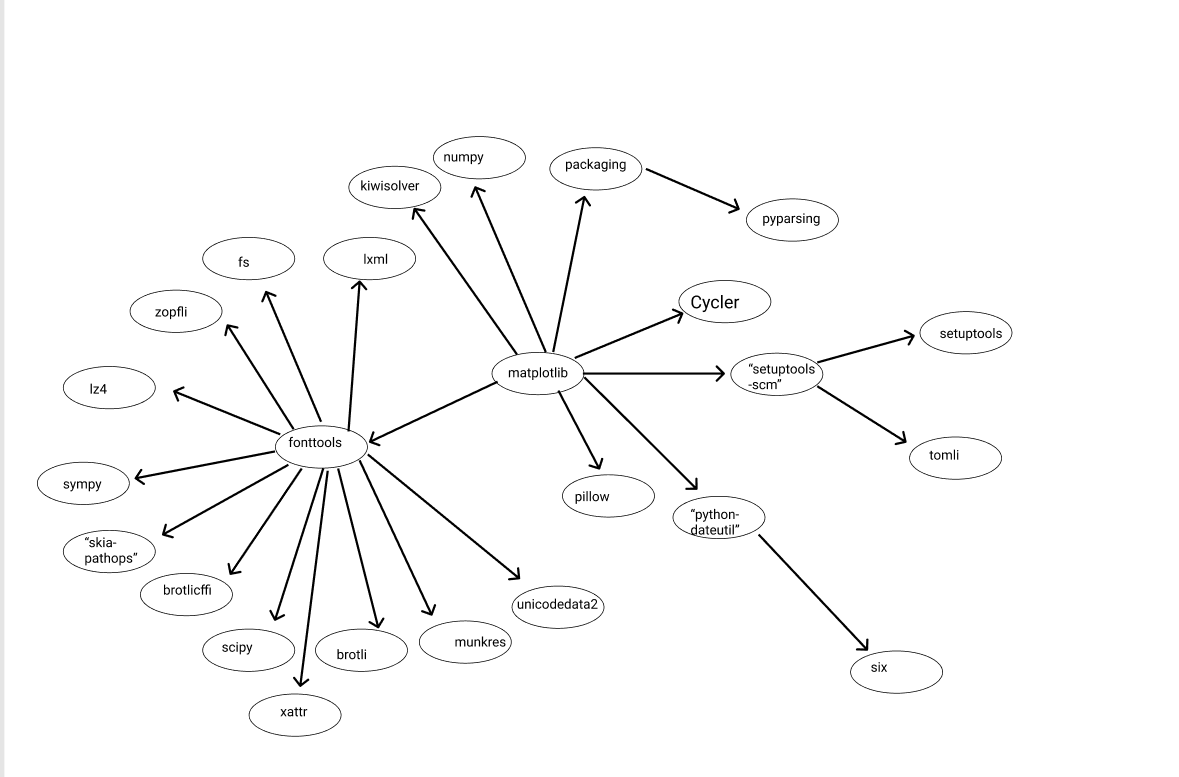 numpy
packaging
kiwisolver
pyparsing
fs
lxml
Cycler
zopfli
setuptools
matplotlib
“setuptools
-scm”
lz4
fonttools
tomli
sympy
pillow
“python-
dateutil”
“skia-
pathops”
brotlicffi
unicodedata2
scipy
brotli
munkres
six
xattr